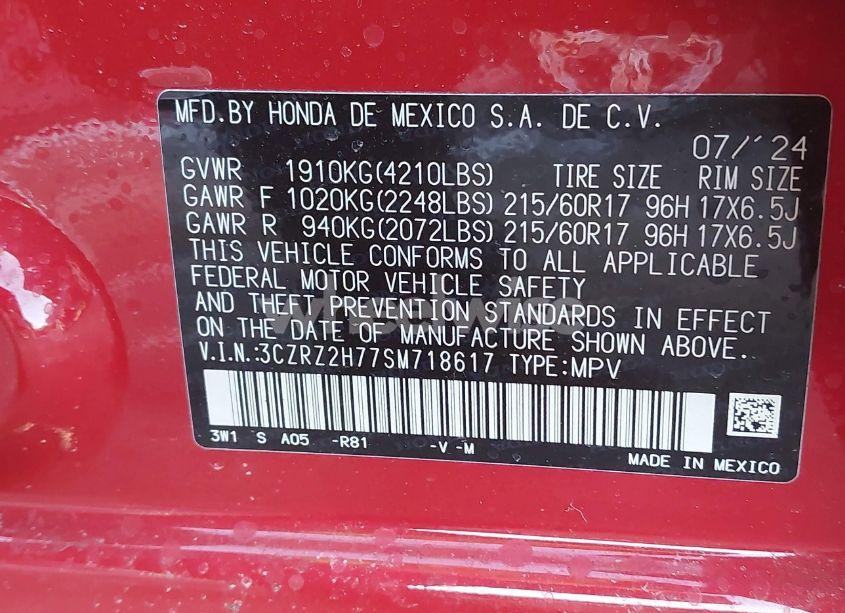 MFD.BY HONDA DE MEXICO S.A. DE C.V.
07/'24
GVWR 1910KG(4210LBS) TIRE SIZE RIM SIZE
GAWR F 1020KG(2248LBS) 215/60R17 96H 17X6.5J
GAWR R 940KG(2072LBS) 215/60R17 96H 17X6.5J
THIS VEHICLE CONFORMS TO ALL APPLICABLE
FEDERAL MOTOR VEHICLE SAFETY
AND THEFT PREVENTION STANDARDS IN EFFECT
ON THE DATE OF MANUFACTURE SHOWN ABOVE.
V.I.N.:3CZRZ2H77SM718617 TYPE:MPV
3W1 S A05 -R81 -V -M
MADE IN MEXICO